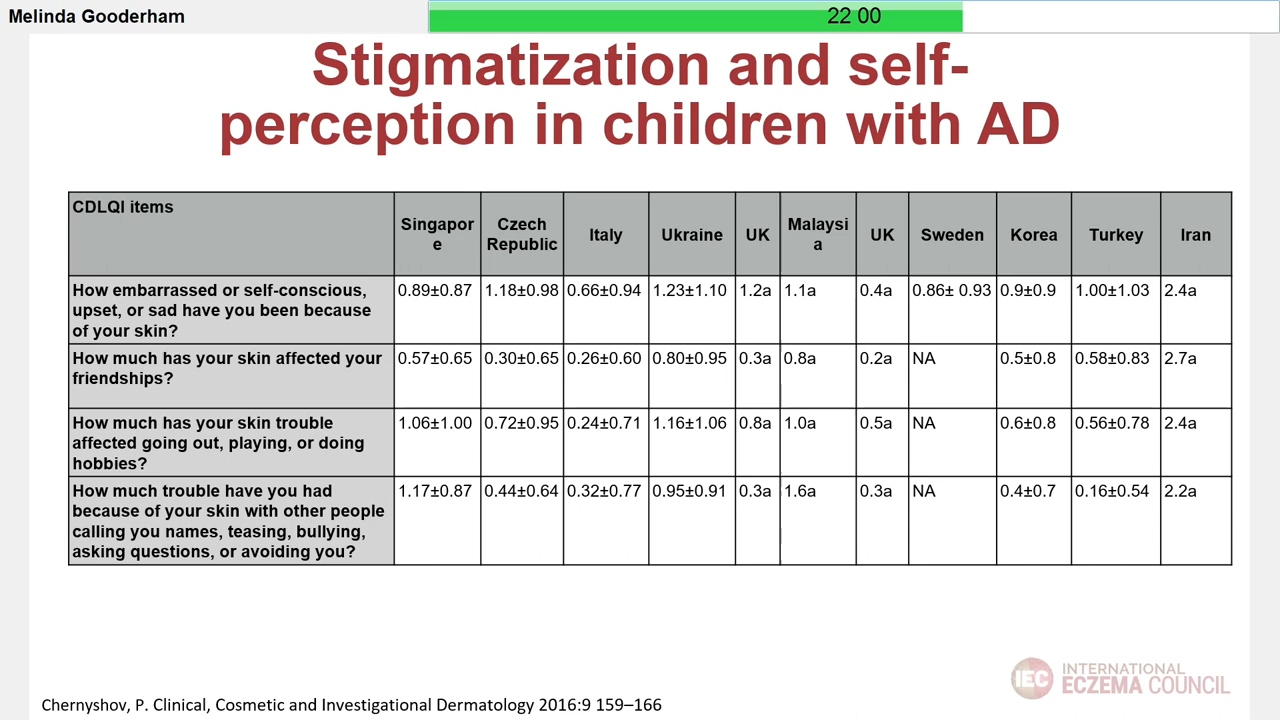 Melinda Gooderham
22 00
Stigmatization and self-
perception in children with AD
CDLQI items
Singapor
e
Czech
Republic
Italy
Ukraine
UK
Malaysi
a
UK
Sweden
Korea
Turkey
Iran
How embarrassed or self-conscious,
upset, or sad have you been because
of your skin?
0.89±0.87
1.18±0.98
0.66±0.94
1.23±1.10
1.2a
1.1a
0.4a
0.86± 0.93
0.9±0.9
1.00±1.03
2.4a
How much has your skin affected your
friendships?
0.57±0.65
0.30±0.65
0.26±0.60
0.80±0.95
0.3a
0.8a
0.2a
NA
0.5±0.8
0.58±0.83
2.7a
How much has your skin trouble
affected going out, playing, or doing
hobbies?
1.06±1.00
0.72±0.95
0.24±0.71
1.16±1.06
0.8a
1.0a
0.5a
NA
0.6±0.8
0.56±0.78
2.4a
How much trouble have you had
because of your skin with other people
calling you names, teasing, bullying,
asking questions, or avoiding you?
1.17±0.87
0.44±0.64
0.32±0.77
0.95±0.91
0.3a
1.6a
0.3a
NA
0.4±0.7
0.16±0.54
2.2a
IEC
INTERNATIONAL
ECZEMA COUNCIL
Chernyshov, P. Clinical, Cosmetic and Investigational Dermatology 2016:9 159–166